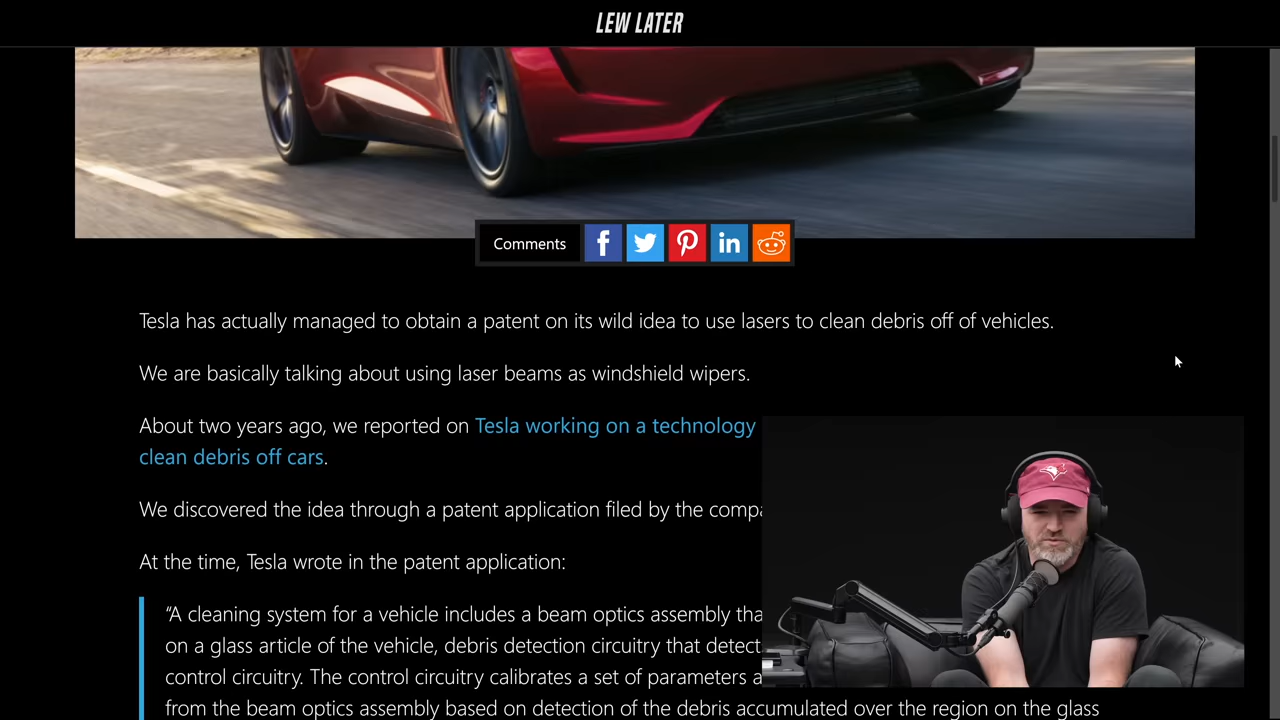 LEW LATER
Comments
Tesla has actually managed to obtain a patent on its wild idea to use lasers to clean debris off of vehicles.
We are basically talking about using laser beams as windshield wipers.
About two years ago, we reported on Tesla working on a technology
clean debris off cars.
We discovered the idea through a patent application filed by the
At the time, Tesla wrote in the patent application:
“A cleaning system for a vehicle includes a beam optics assembly
on a glass article of the vehicle, debris detection circuitry that
control circuitry. The control circuitry calibrates a set of parameters
from the beam optics assembly based on detection of the debris accumulated over the region on the glass